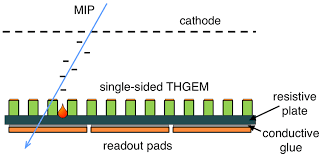 MIP
cathode
single-sided THGEM
resistive
plate
conductive
glue
readout pads